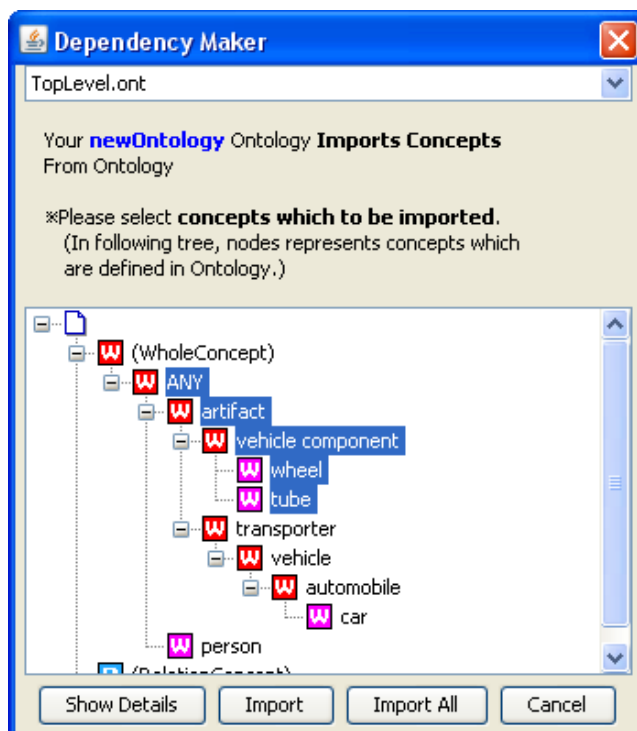 Dependency Maker
TopLevel.ont
Your newOntology Ontology Imports Concepts
From Ontology
※Please select concepts which to be imported.
(In following tree, nodes represents concepts which
are defined in Ontology.)
W (WholeConcept)
W ANY
W artifact
W vehicle component
W wheel
W tube
W transporter
W vehicle
W automobile
W car
W person
R (RelationConcept)
Show Details Import Import All Cancel